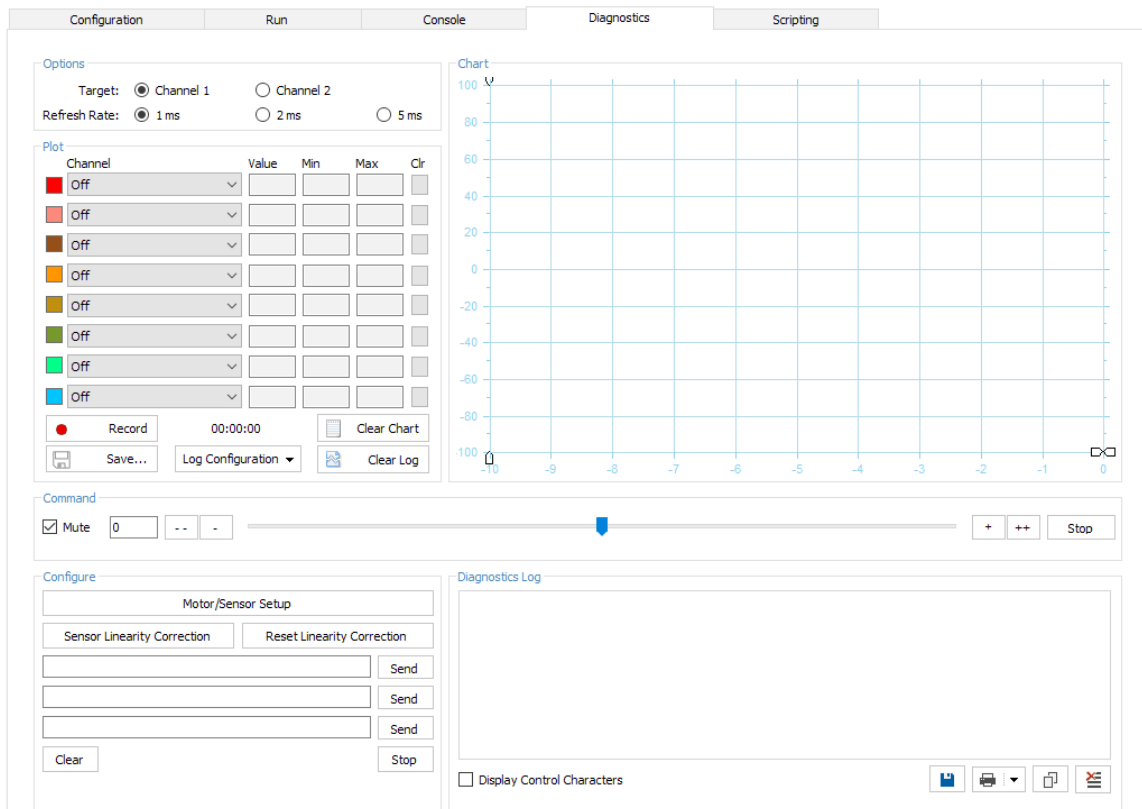 Configuration Run Console Diagnostics Scripting
Options
Target: Channel 1 Channel 2
Refresh Rate: 1 ms 2 ms 5 ms
Plot
Channel Value Min Max Clr
Off
Off
Off
Off
Off
Off
Off
Off
Record 00:00:00 Clear Chart
Save... Log Configuration Clear Log
Chart
100
80
60
40
20
0
-20
-40
-60
-80
-100
-10 -9 -8 -7 -6 -5 -4 -3 -2 -1 0
Command
Mute 0 -- - + ++ Stop
Configure
Motor/Sensor Setup
Sensor Linearity Correction Reset Linearity Correction
Send
Send
Send
Clear Stop
Diagnostics Log
Display Control Characters